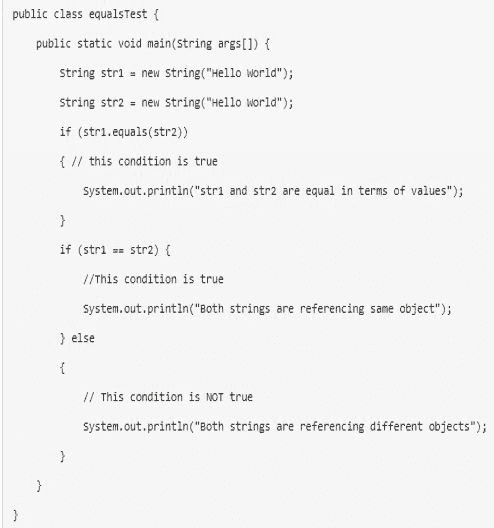 public class equalsTest {
public static void main(String args[]) {
String str1 = new String("Hello World");
String str2 = new String("Hello World");
if (str1.equals(str2))
{ // this condition is true
System.out.println("str1 and str2 are equal in terms of values");
}
if (str1 == str2) {
//This condition is true
System.out.println("Both strings are referencing same object");
} else
{
// This condition is NOT true
System.out.println("Both strings are referencing different objects");
}
}
}